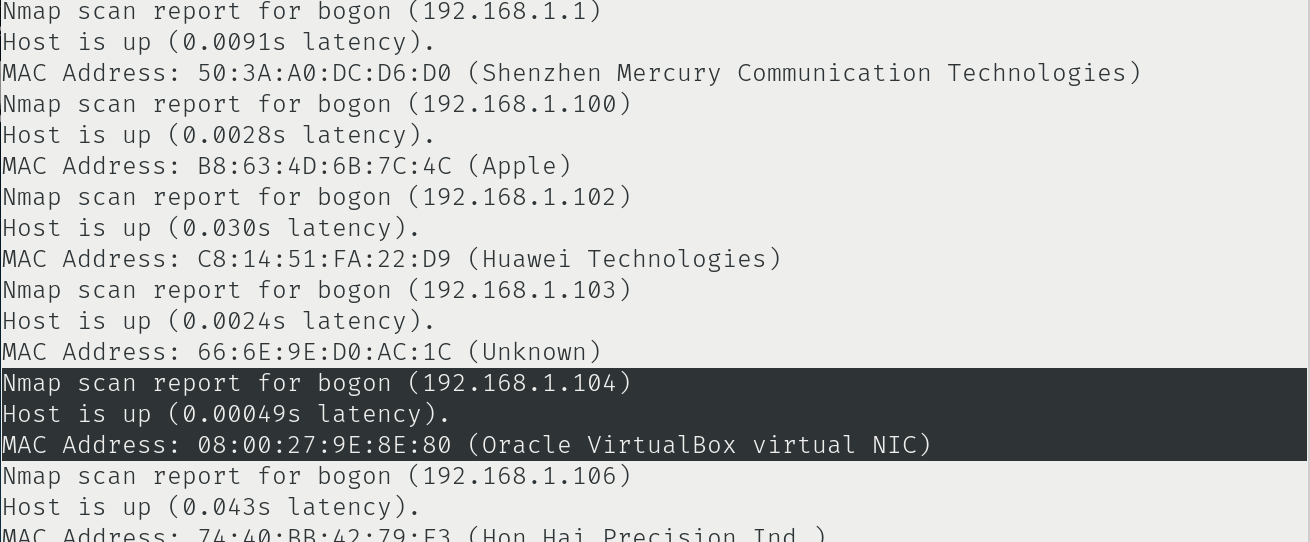 Nmap scan report for bogon (192.168.1.1)
Host is up (0.0091s latency).
MAC Address: 50:3A:A0:DC:D6:D0 (Shenzhen Mercury Communication Technologies)
Nmap scan report for bogon (192.168.1.100)
Host is up (0.0028s latency).
MAC Address: B8:63:4D:6B:7C:4C (Apple)
Nmap scan report for bogon (192.168.1.102)
Host is up (0.030s latency).
MAC Address: C8:14:51:FA:22:D9 (Huawei Technologies)
Nmap scan report for bogon (192.168.1.103)
Host is up (0.0024s latency).
MAC Address: 66:6E:9E:D0:AC:1C (Unknown)
Nmap scan report for bogon (192.168.1.104)
Host is up (0.00049s latency).
MAC Address: 08:00:27:9E:8E:80 (Oracle VirtualBox virtual NIC)
Nmap scan report for bogon (192.168.1.106)
Host is up (0.043s latency).
MAC Address: (Hon Hai Precision Ind.)